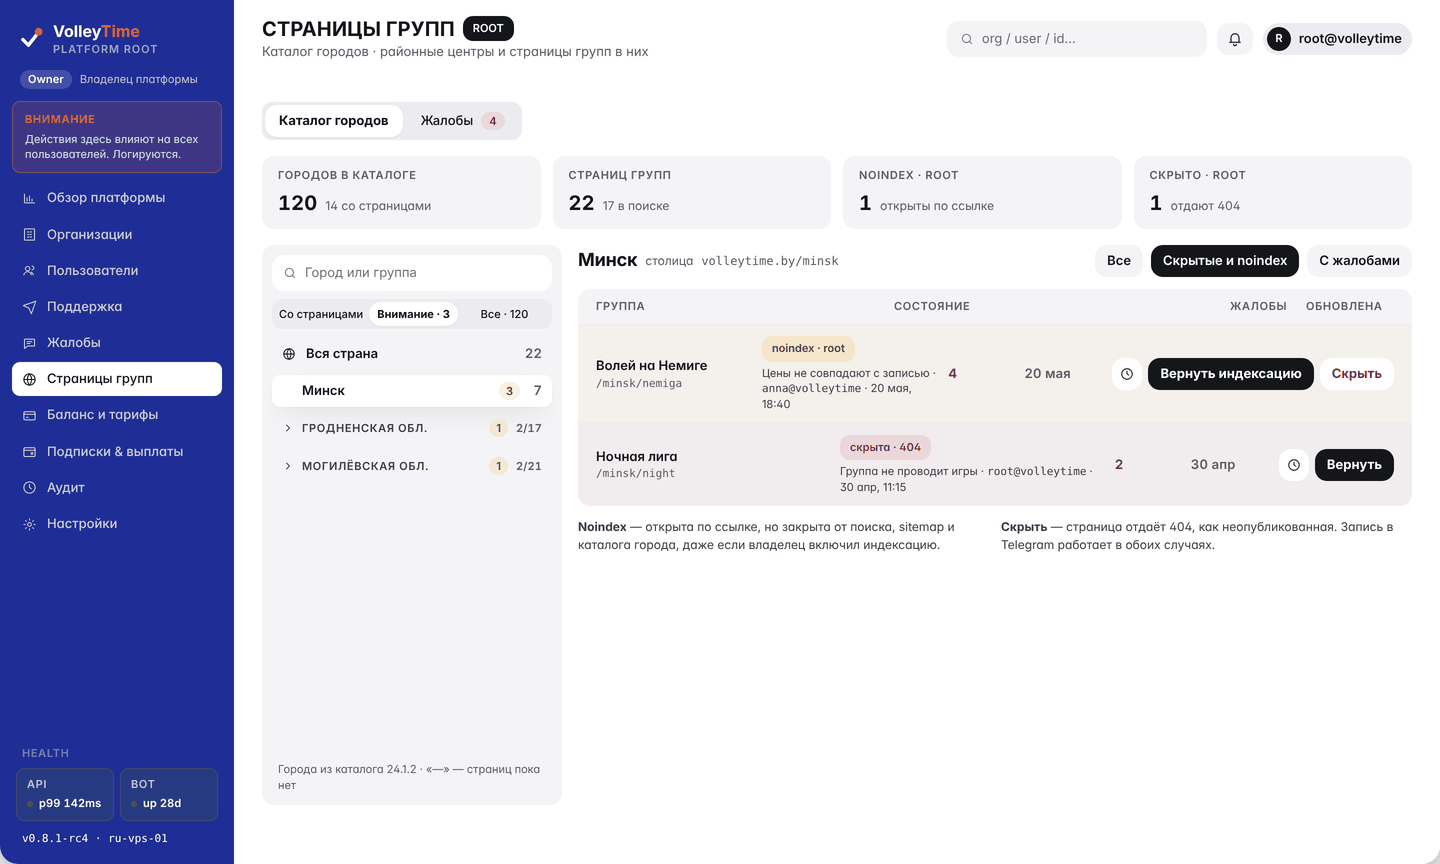 VolleyTime
PLATFORM ROOT
Owner Владелец платформы
ВНИМАНИЕ
Действия здесь влияют на всех
пользователей. Логируются.
Обзор платформы
Организации
Пользователи
Поддержка
Жалобы
Страницы групп
Баланс и тарифы
Подписки & выплаты
Аудит
Настройки
HEALTH
API
p99 142ms
BOT
up 28d
v0.8.1-rc4 · ru-vps-01
СТРАНИЦЫ ГРУПП ROOT
Каталог городов · районные центры и страницы групп в них
org / user / id...
R root@volleytime
Каталог городов Жалобы 4
ГОРОДОВ В КАТАЛОГЕ
120 14 со страницами
СТРАНИЦ ГРУПП
22 17 в поиске
NOINDEX · ROOT
1 открыты по ссылке
СКРЫТО · ROOT
1 отдают 404
Город или группа
Со страницами Внимание · 3 Все · 120
Вся страна 22
Минск 3 7
ГРОДНЕНСКАЯ ОБЛ. 1 2/17
МОГИЛЁВСКАЯ ОБЛ. 1 2/21
Города из каталога 24.1.2 · «—» — страниц пока
нет
Минск столица volleytime.by/minsk
Все Скрытые и noindex С жалобами
ГРУППА СОСТОЯНИЕ ЖАЛОБЫ ОБНОВЛЕНА
Волей на Немиге
/minsk/nemiga
noindex · root
Цены не совпадают с записью ·
anna@volleytime · 20 мая,
18:40
4 20 мая Вернуть индексацию Скрыть
Ночная лига
/minsk/night
скрыта · 404
Группа не проводит игры · root@volleytime ·
30 апр, 11:15
2 30 апр Вернуть
Noindex — открыта по ссылке, но закрыта от поиска, sitemap и
каталога города, даже если владелец включил индексацию.
Скрыть — страница отдаёт 404, как неопубликованная. Запись в
Telegram работает в обоих случаях.